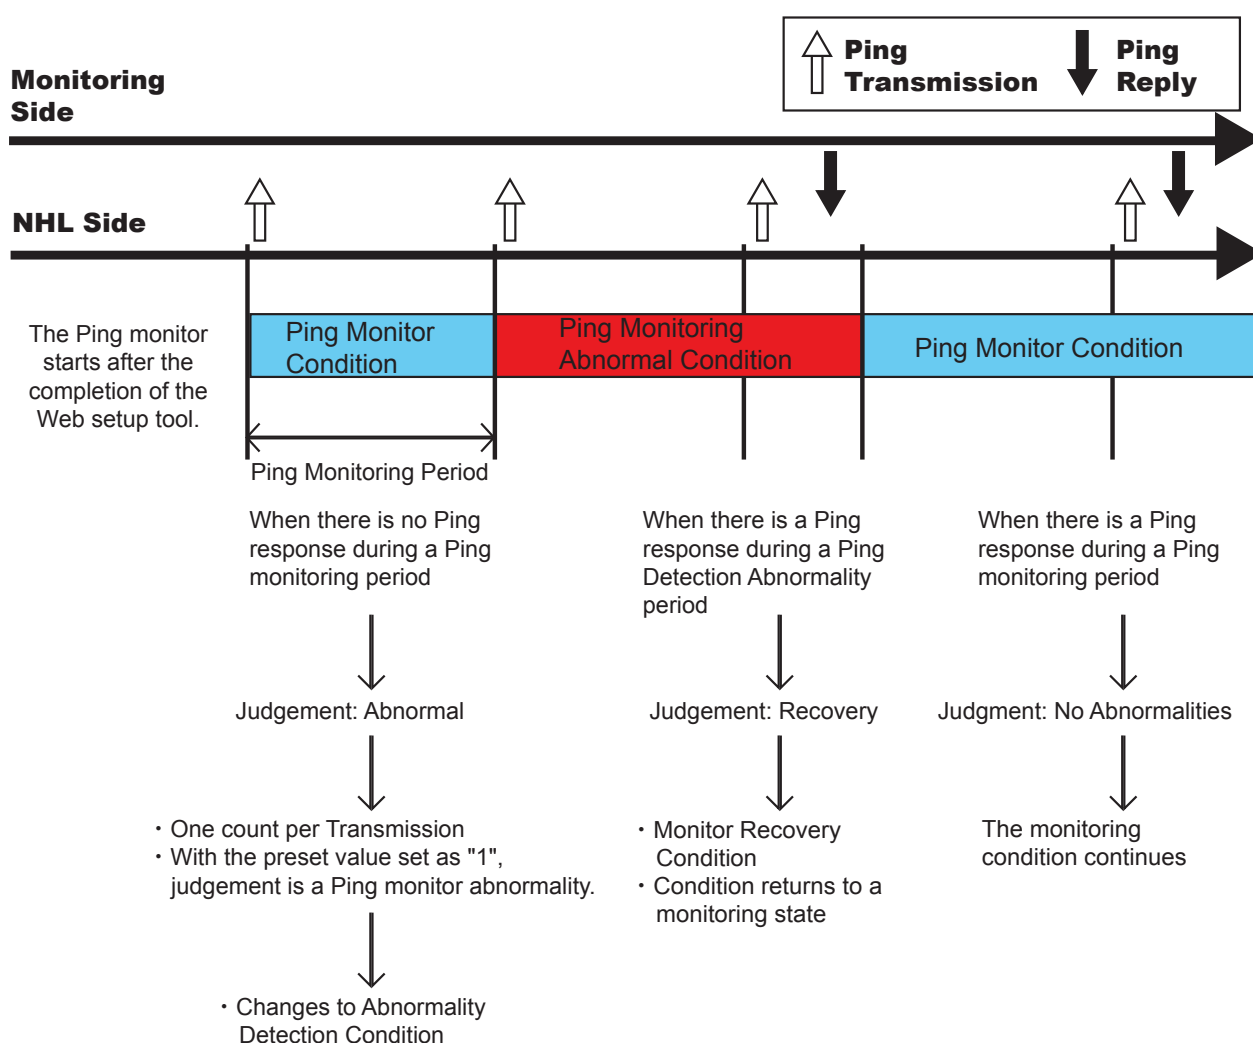 Ping
Transmission
Ping
Reply
Monitoring
Side
NHL Side
The Ping monitor
starts after the
completion of the
Web setup tool.
Ping Monitor
Condition
Ping Monitoring
Abnormal Condition
Ping Monitor Condition
Ping Monitoring Period
When there is no Ping
response during a Ping
monitoring period
Judgement: Abnormal
・One count per Transmission
・With the preset value set as "1",
judgement is a Ping monitor abnormality.
・Changes to Abnormality
Detection Condition
When there is a Ping
response during a Ping
Detection Abnormality
period
Judgement: Recovery
・Monitor Recovery
Condition
・Condition returns to a
monitoring state
When there is a Ping
response during a Ping
monitoring period
Judgment: No Abnormalities
The monitoring
condition continues